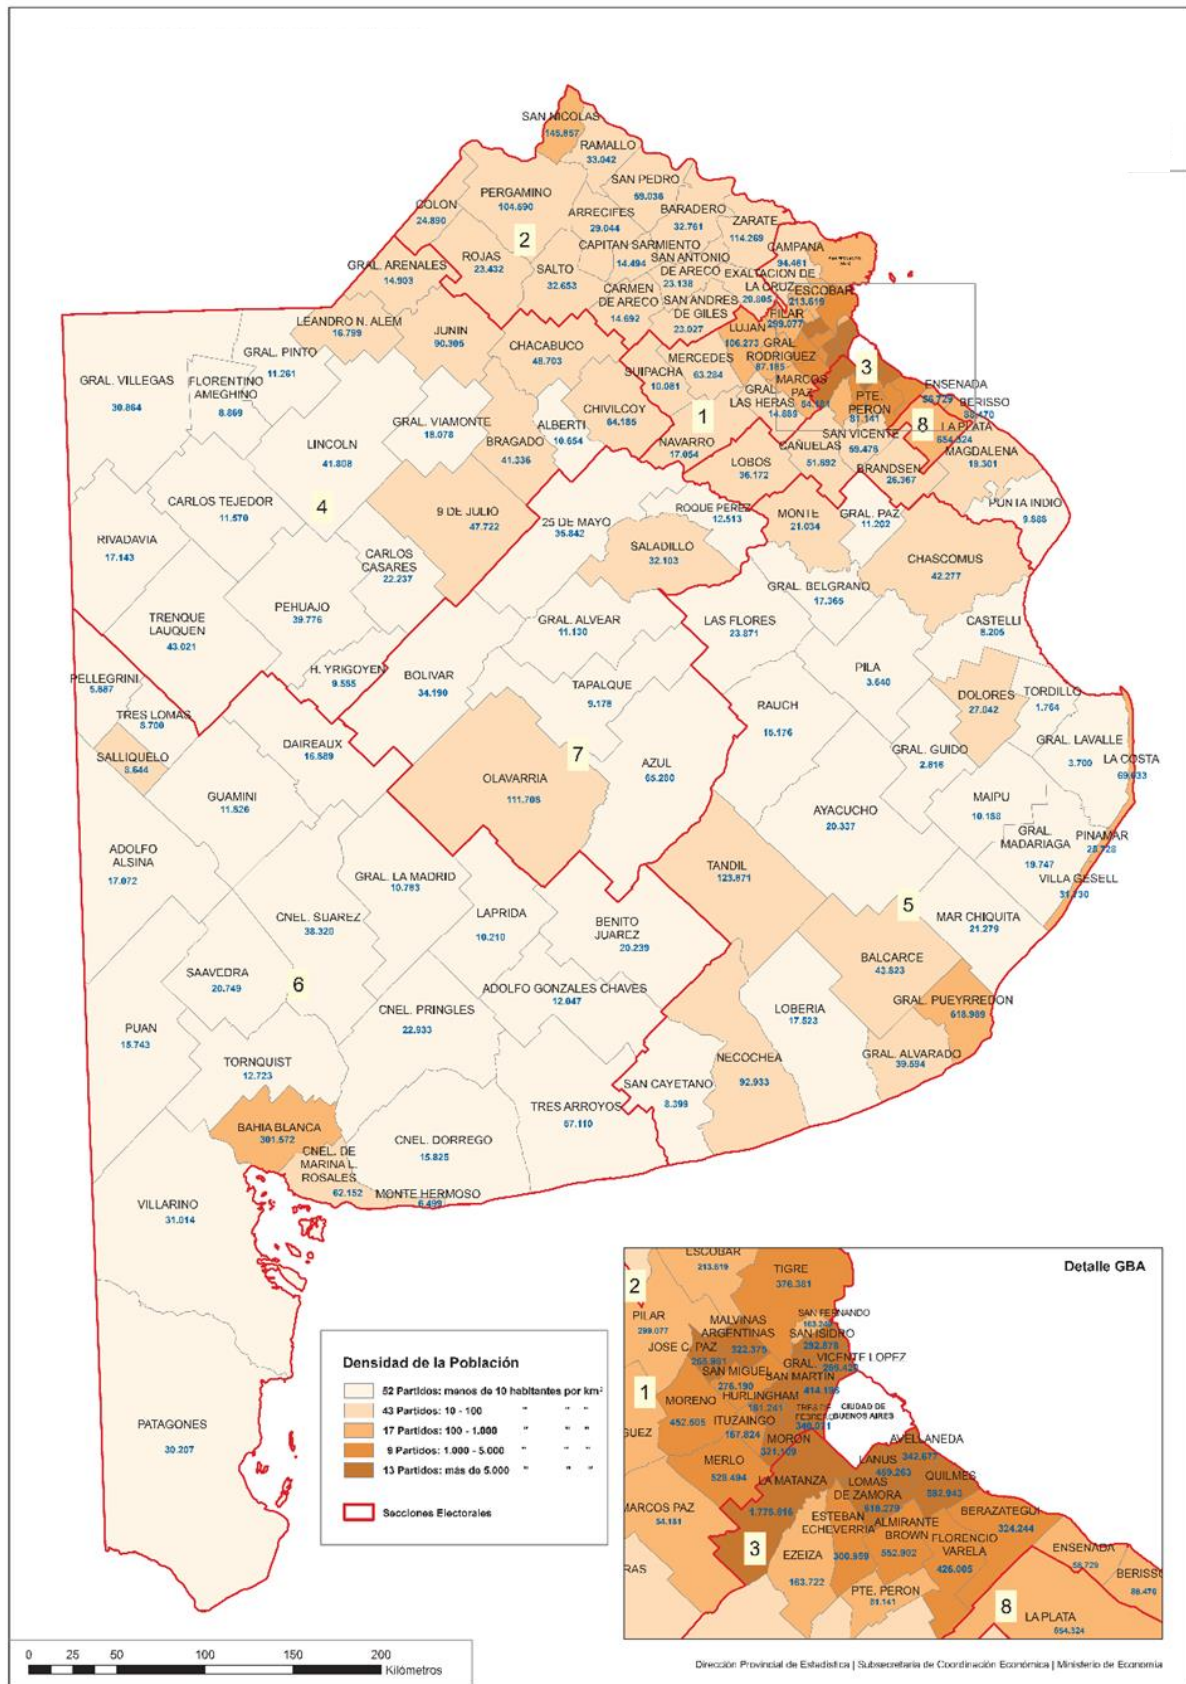 SAN NICOLAS
145.857
RAMALLO
33.042
SAN PEDRO
59.036
PERGAMINO
104.590
COLON
24.890
ARRECIFES
29.044
BARADERO
32.761
ZARATE
114.269
2
ROJAS
23.432
CAPITAN SARMIENTO
14.494
SAN ANTONIO
DE ARECO
23.138
CAMPANA
94.461
SALTO
32.653
EXALTACION DE
LA CRUZ
GRAL. ARENALES
14.903
CARMEN
DE ARECO
14.692
SAN ANDRES
DE GILES
23.027
ESCOBAR
213.619
PILAR
299.077
LEANDRO N. ALEM
16.799
JUNIN
90.305
LUJAN
106.273
GRAL
RODRIGUEZ
87.185
CHACABUCO
48.703
MERCEDES
63.284
GRAL. PINTO
11.261
SUIPACHA
10.081
MARCOS
PAZ
3
GRAL. VILLEGAS
30.864
FLORENTINO
AMEGHINO
8.869
ENSENADA
BERISSO
CHIVILCOY
64.185
GRAL
LAS HERAS
PTE.
PERON
81.141
1
8
GRAL. VIAMONTE
18.078
ALBERTI
10.654
LA PLATA
LINCOLN
41.808
BRAGADO
41.336
NAVARRO
17.054
SAN VICENTE
59.478
CAÑUELAS
51.892
MAGDALENA
19.301
LOBOS
36.172
BRANDSEN
26.367
CARLOS TEJEDOR
11.570
4
9 DE JULIO
47.722
25 DE MAYO
35.842
ROQUE PEREZ
12.513
MONTE
21.034
GRAL. PAZ
11.202
PUNTA INDIO
9.888
RIVADAVIA
17.143
SALADILLO
32.103
CARLOS
CASARES
22.237
CHASCOMUS
42.277
GRAL. BELGRANO
17.365
PEHUAJO
39.776
TRENQUE
LAUQUEN
43.021
GRAL. ALVEAR
11.130
LAS FLORES
23.871
CASTELLI
8.205
H. YRIGOYEN
9.585
BOLIVAR
34.190
PILA
3.640
PELLEGRINI
5.887
TAPALQUE
9.178
DOLORES
27.042
TORDILLO
1.764
TRES LOMAS
8.700
RAUCH
15.176
DAIREAUX
16.889
SALLIQUELO
8.644
7
OLAVARRIA
111.708
AZUL
65.280
GRAL. GUIDO
2.816
GRAL. LAVALLE
3.700
LA COSTA
69.633
GUAMINI
11.826
MAIPU
10.188
AYACUCHO
20.337
GRAL.
MADARIAGA
19.747
PINAMAR
25.728
ADOLFO
ALSINA
17.072
TANDIL
123.871
GRAL. LA MADRID
10.783
VILLA GESELL
31.730
5
LAPRIDA
10.210
BENITO
JUAREZ
20.239
CNEL. SUAREZ
38.320
MAR CHIQUITA
21.279
SAAVEDRA
20.749
6
BALCARCE
43.823
ADOLFO GONZALES CHAVES
12.047
CNEL. PRINGLES
22.933
LOBERIA
17.523
GRAL. PUEYRREDON
618.989
PUAN
15.743
GRAL. ALVARADO
39.594
TORNQUIST
12.723
NECOCHEA
92.933
SAN CAYETANO
8.399
TRES ARROYOS
57.110
BAHIA BLANCA
301.572
CNEL. DORREGO
15.825
CNEL. DE
MARINA L.
ROSALES
62.152
MONTE HERMOSO
6.499
VILLARINO
31.014
PATAGONES
30.207
Densidad de la Población
52 Partidos: menos de 10 habitantes por km²
43 Partidos: 10 - 100 " " "
17 Partidos: 100 - 1.000 " " "
9 Partidos: 1.000 - 5.000 " " "
13 Partidos: más de 5.000 " " "
Secciones Electorales
0 25 50 100 150 200
Kilómetros
Detalle GBA
ESCOBAR
213.619
TIGRE
376.381
2
PILAR
299.077
MALVINAS
ARGENTINAS
322.375
SAN FERNANDO
SAN ISIDRO
292.878
JOSE C. PAZ
VICENTE LOPEZ
SAN MIGUEL
276.190
GRAL.
SAN MARTIN
1
MORENO
452.505
HURLINGHAM
CIUDAD DE
BUENOS AIRES
ITUZAINGO
167.824
GUEZ
MORON
321.109
AVELLANEDA
342.677
MERLO
528.494
LANUS
459.263
LA MATANZA
1.775.816
LOMAS
DE ZAMORA
QUILMES
582.943
MARCOS PAZ
54.181
BERAZATEGUI
324.244
ESTEBAN
ECHEVERRIA
300.959
ALMIRANTE
BROWN
552.902
FLORENCIO
VARELA
426.005
3
EZEIZA
163.722
ENSENADA
56.729
RAS
BERISSO
88.470
PTE. PERON
81.141
8
LA PLATA
654.324
Dirección Provincial de Estadística | Subsecretaria de Coordinación Económica | Ministerio de Economia